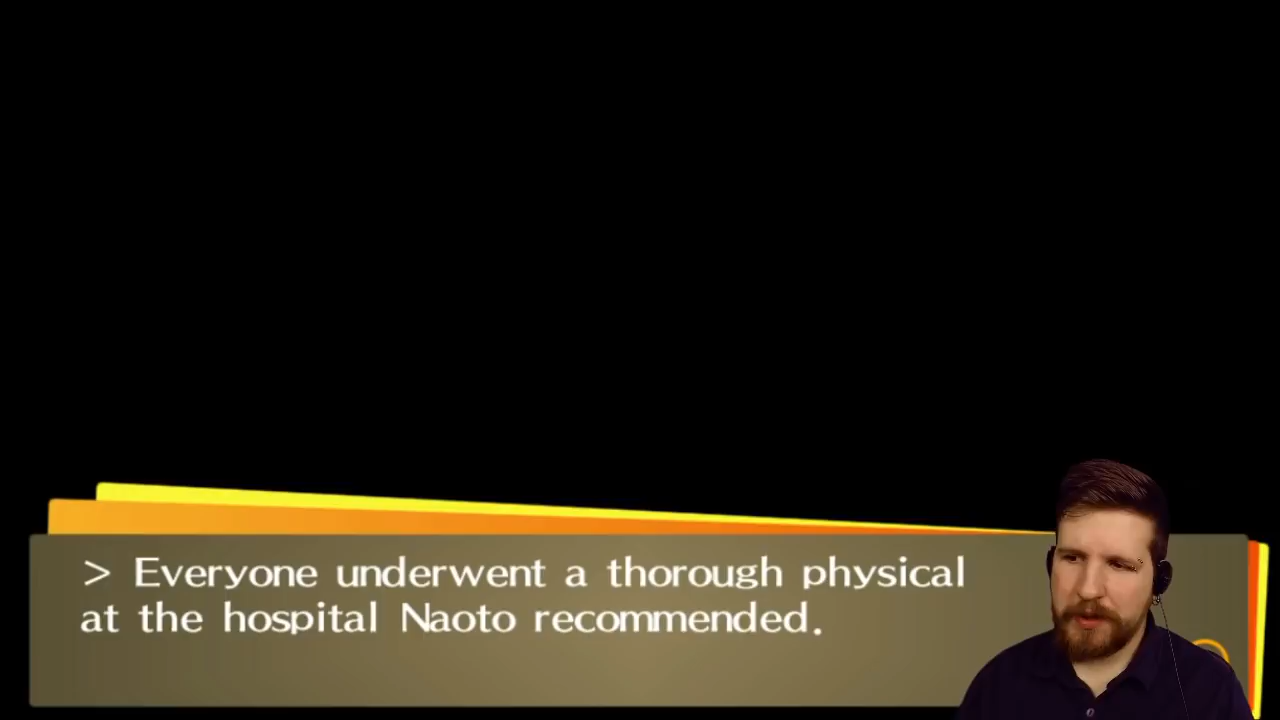 > Everyone underwent a thorough physical
at the hospital Naoto recommended.